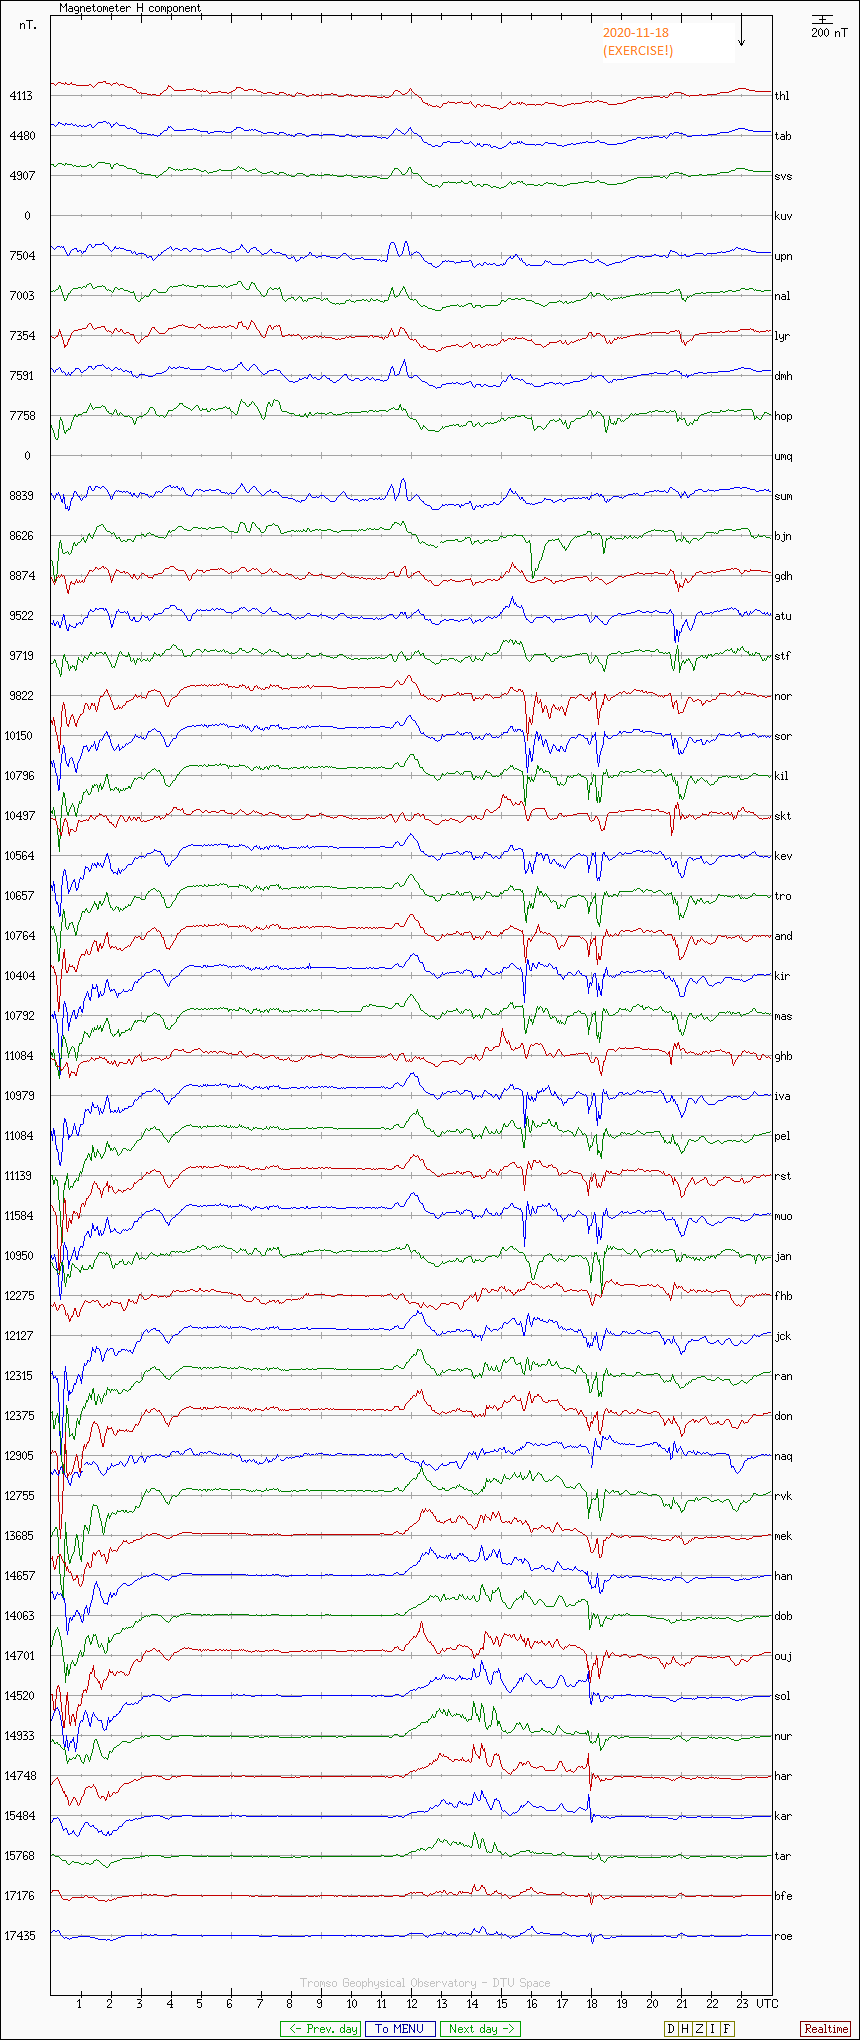 Magnetometer H component
nT.
2020-11-18
(EXERCISE!)
200 nT
4113 thl
4480 tab
4907 svs
0 kuv
7504 upn
7003 nal
7354 lyr
7591 dmh
7758 hop
0 umq
8839 sum
8626 bjn
8874 gdh
9522 atu
9719 stf
9822 nor
10150 sor
10796 kil
10497 skt
10564 kev
10657 tro
10764 and
10404 kir
10792 mas
11084 ghb
10979 iva
11084 pel
11139 rst
11584 muo
10950 jan
12275 fhb
12127 jck
12315 ran
12375 don
12905 naq
12755 rvk
13685 mek
14657 han
14063 dob
14701 ouj
14520 sol
14933 nur
14748 har
15484 kar
15768 tar
17176 bfe
17435 roe
Tromso Geophysical Observatory - DTU Space
1 2 3 4 5 6 7 8 9 10 11 12 13 14 15 16 17 18 19 20 21 22 23 UTC
<- Prev. day To MENU Next day -> D H Z I F Realtime